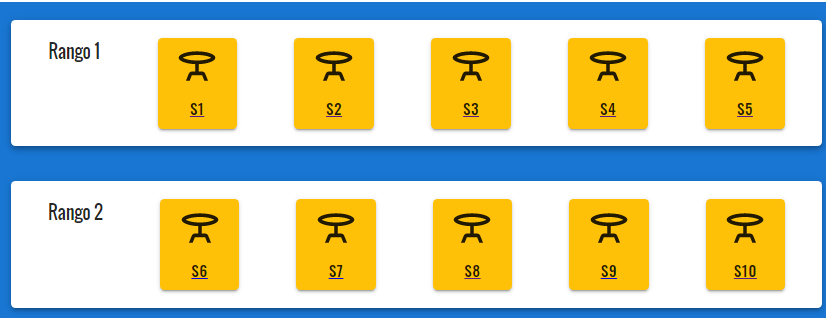 Rango 1
S1 S2 S3 S4 S5
Rango 2
S6 S7 S8 S9 S10